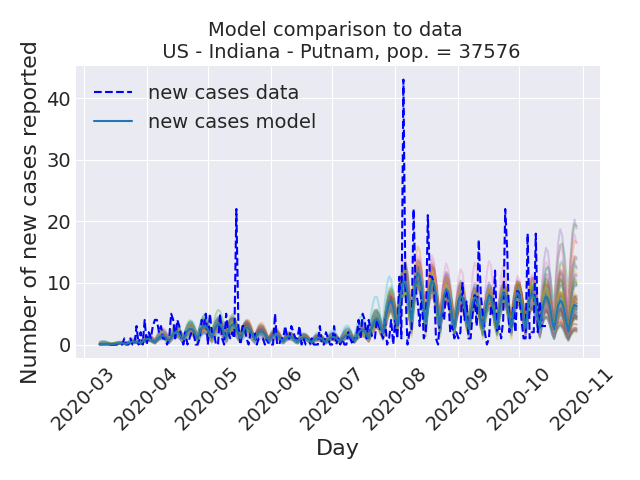 Model comparison to data
US - Indiana - Putnam, pop. = 37576
Number of new cases reported
40
30
20
10
0
new cases data
new cases model
2020-03
2020-04
2020-05
2020-06
2020-07
2020-08
2020-09
2020-10
2020-11
Day